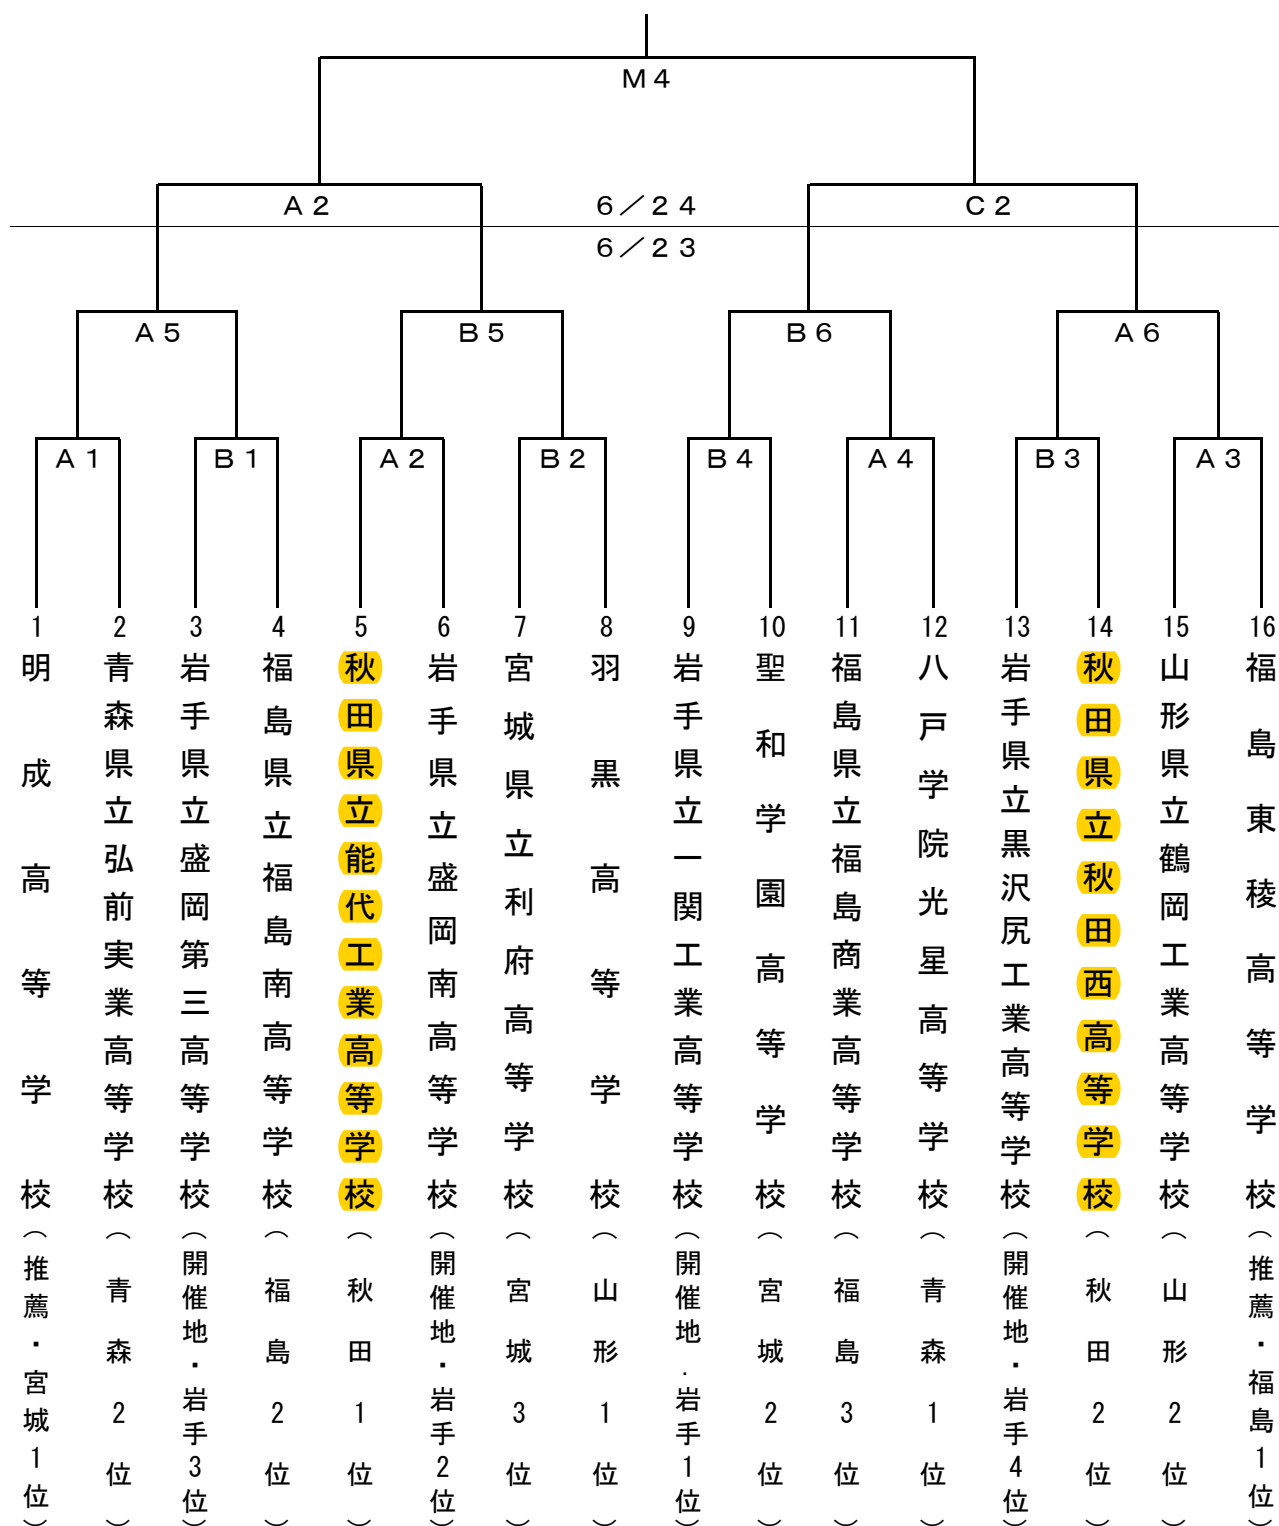 M4
A2
6/24
C2
6/23
A5
B5
B6
A6
A1
B1
A2
B2
B4
A4
B3
A3
1
明成高等学校(推薦・宮城1位)
2
青森県立弘前実業高等学校(青森2位)
3
岩手県立盛岡第三高等学校(開催地・岩手3位)
4
福島県立福島南高等学校(福島2位)
5
秋田県立能代工業高等学校(秋田1位)
6
岩手県立盛岡南高等学校(開催地・岩手2位)
7
宮城県立利府高等学校(宮城3位)
8
羽黒高等学校(山形1位)
9
岩手県立一関工業高等学校(開催地.岩手1位)
10
聖和学園高等学校(宮城2位)
11
福島県立福島商業高等学校(福島3位)
12
八戸学院光星高等学校(青森1位)
13
岩手県立黒沢尻工業高等学校(開催地・岩手4位)
14
秋田県立秋田西高等学校(秋田2位)
15
山形県立鶴岡工業高等学校(山形2位)
16
福島東稜高等学校(推薦・福島1位)